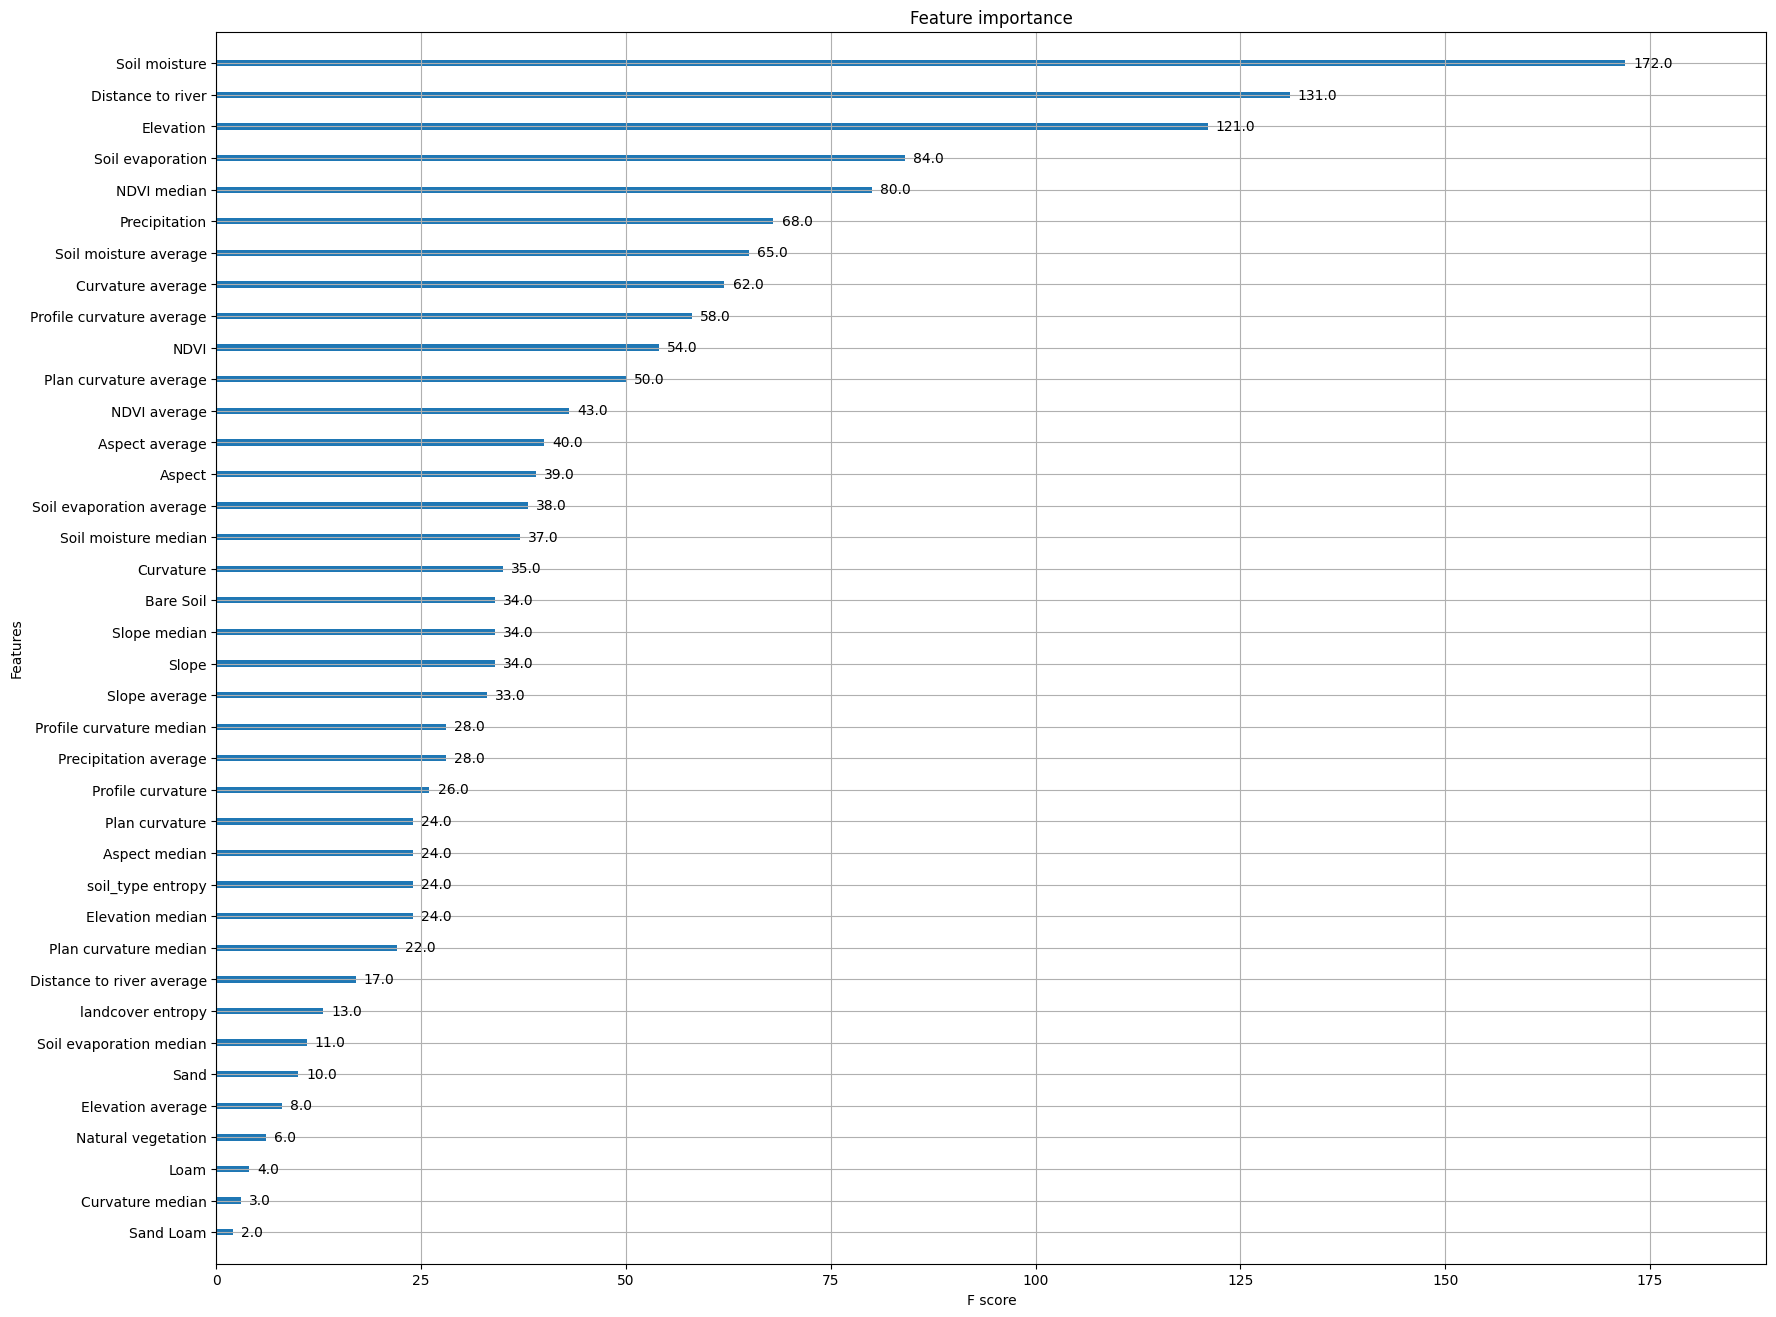 Feature importance
Soil moisture 172.0
Distance to river 131.0
Elevation 121.0
Soil evaporation 84.0
NDVI median 80.0
Precipitation 68.0
Soil moisture average 65.0
Curvature average 62.0
Profile curvature average 58.0
NDVI 54.0
Plan curvature average 50.0
NDVI average 43.0
Aspect average 40.0
Aspect 39.0
Soil evaporation average 38.0
Soil moisture median 37.0
Curvature 35.0
Bare Soil 34.0
Slope median 34.0
Slope 34.0
Slope average 33.0
Profile curvature median 28.0
Precipitation average 28.0
Profile curvature 26.0
Plan curvature 24.0
Aspect median 24.0
soil_type entropy 24.0
Elevation median 24.0
Plan curvature median 22.0
Distance to river average 17.0
landcover entropy 13.0
Soil evaporation median 11.0
Sand 10.0
Elevation average 8.0
Natural vegetation 6.0
Loam 4.0
Curvature median 3.0
Sand Loam 2.0
Features
0 25 50 75 100 125 150 175
F score